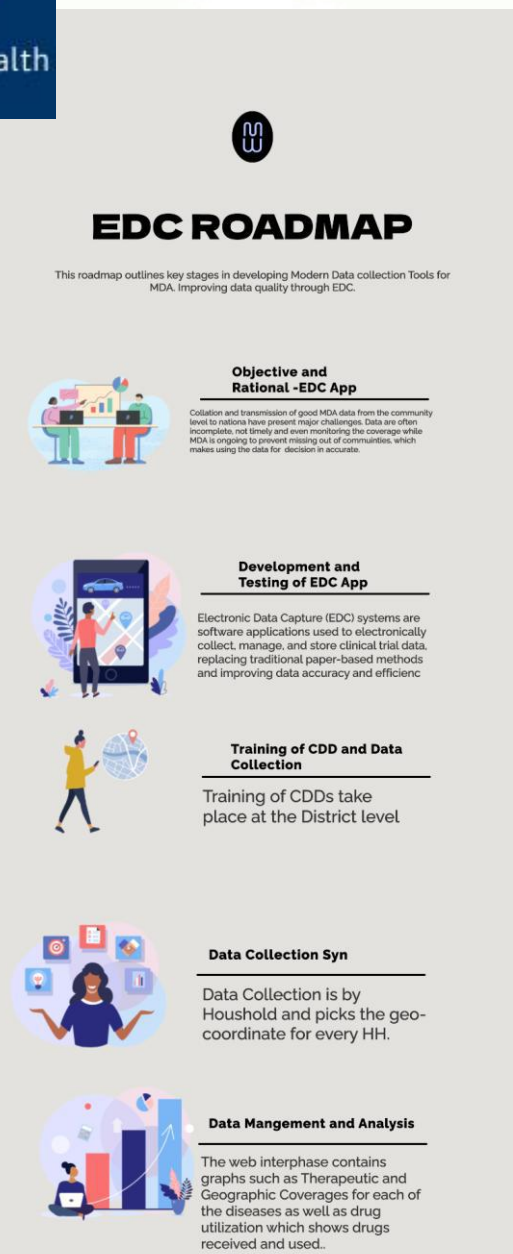 alth
EDC ROADMAP
This roadmap outlines key stages in developing Modern Data collection Tools for
MDA. Improving data quality through EDC.
Objective and
Rational -EDC App
Collation and transmission of good MDA data from the community
level to nationa have present major challenges. Data are often
incomplete, not timely and even monitoring the coverage while
MDA is ongoing to prevent missing out of commuinties, which
makes using the data for decision in accurate.
Development and
Testing of EDC App
Electronic Data Capture (EDC) systems are
software applications used to electronically
collect, manage, and store clinical trial data,
replacing traditional paper-based methods
and improving data accuracy and efficienc
Training of CDD and Data
Collection
Training of CDDs take
place at the District level
Data Collection Syn
Data Collection is by
Houshold and picks the geo-
coordinate for every HH.
Data Mangement and Analysis
The web interphase contains
graphs such as Therapeutic and
Geographic Coverages for each of
the diseases as well as drug
utilization which shows drugs
received and used..